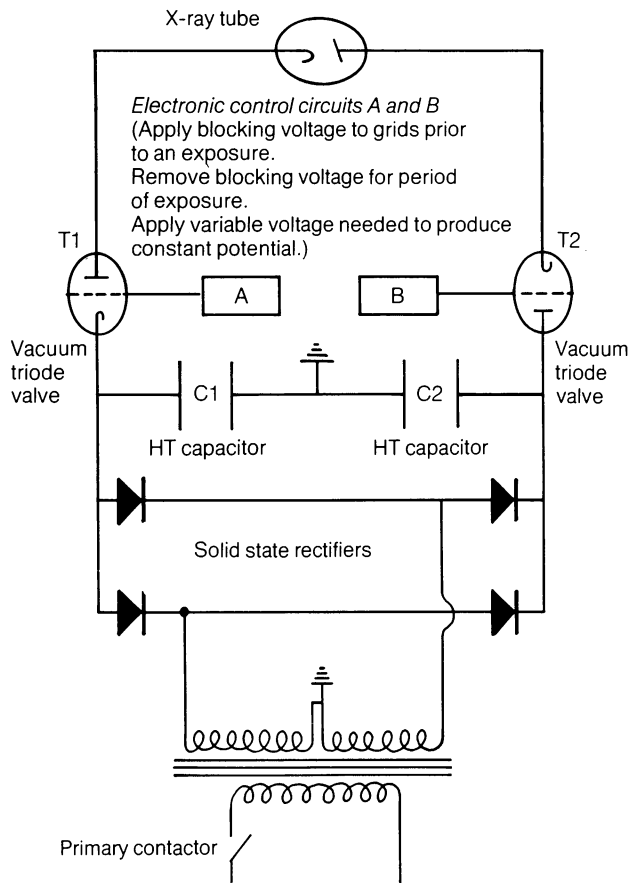 X-ray tube
Electronic control circuits A and B
(Apply blocking voltage to grids prior
to an exposure.
Remove blocking voltage for period
of exposure.
Apply variable voltage needed to produce
constant potential.)
T1
T2
A
B
Vacuum
triode
valve
Vacuum
triode
valve
C1
C2
HT capacitor
HT capacitor
Solid state rectifiers
Primary contactor